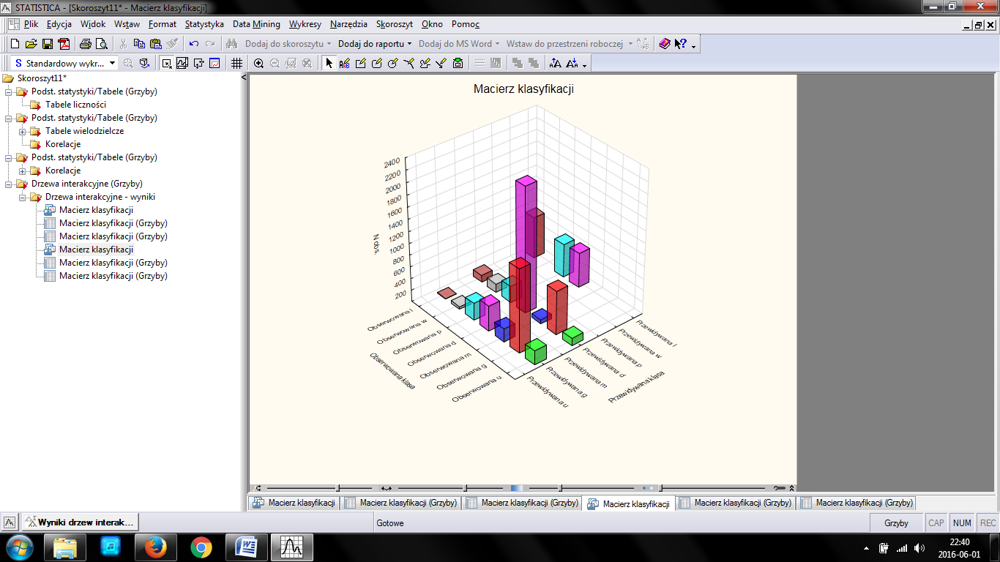 STATISTICA - [Skoroszyt11* - Macierz klasyfikacji]
Plik Edycja Widok Wstaw Format Statystyka Data Mining Wykresy Narzędzia Skoroszyt Okno Pomoc
Dodaj do skoroszytu Dodaj do raportu Dodaj do MS Word Wstaw do przestrzeni roboczej
S Standardowy wykr...
Skoroszyt11*
Podst. statystyki/Tabele (Grzyby)
Tabele liczności
Podst. statystyki/Tabele (Grzyby)
Tabele wielodzielcze
Korelacje
Podst. statystyki/Tabele (Grzyby)
Korelacje
Drzewa interakcyjne (Grzyby)
Drzewa interakcyjne - wyniki
Macierz klasyfikacji
Macierz klasyfikacji (Grzyby)
Macierz klasyfikacji (Grzyby)
Macierz klasyfikacji
Macierz klasyfikacji (Grzyby)
Macierz klasyfikacji (Grzyby)
Macierz klasyfikacji
2400
2200
2000
1800
1600
1400
1200
1000
800
600
400
200
N obs.
Obserwowana l
Obserwowana w
Obserwowana p
Obserwowana d
Obserwowana m
Obserwowana g
Obserwowana u
Obserwowana klasa
Przewidywana l
Przewidywana w
Przewidywana p
Przewidywana d
Przewidywana m
Przewidywana g
Przewidywana u
Przewidywana klasa
Macierz klasyfikacji Macierz klasyfikacji (Grzyby) Macierz klasyfikacji (Grzyby) Macierz klasyfikacji Macierz klasyfikacji (Grzyby) Macierz klasyfikacji (Grzyby)
Wyniki drzew interak... Gotowe Grzyby CAP NUM REC
22:40
2016-06-01